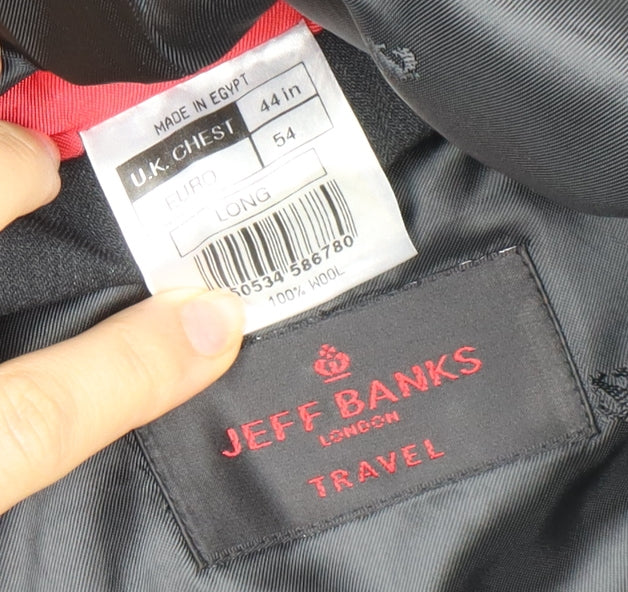 MADE IN EGYPT
U.K. CHEST 44 in
EURO 54
LONG
50534 586780
100% WOOL
JEFF BANKS
LONDON
TRAVEL